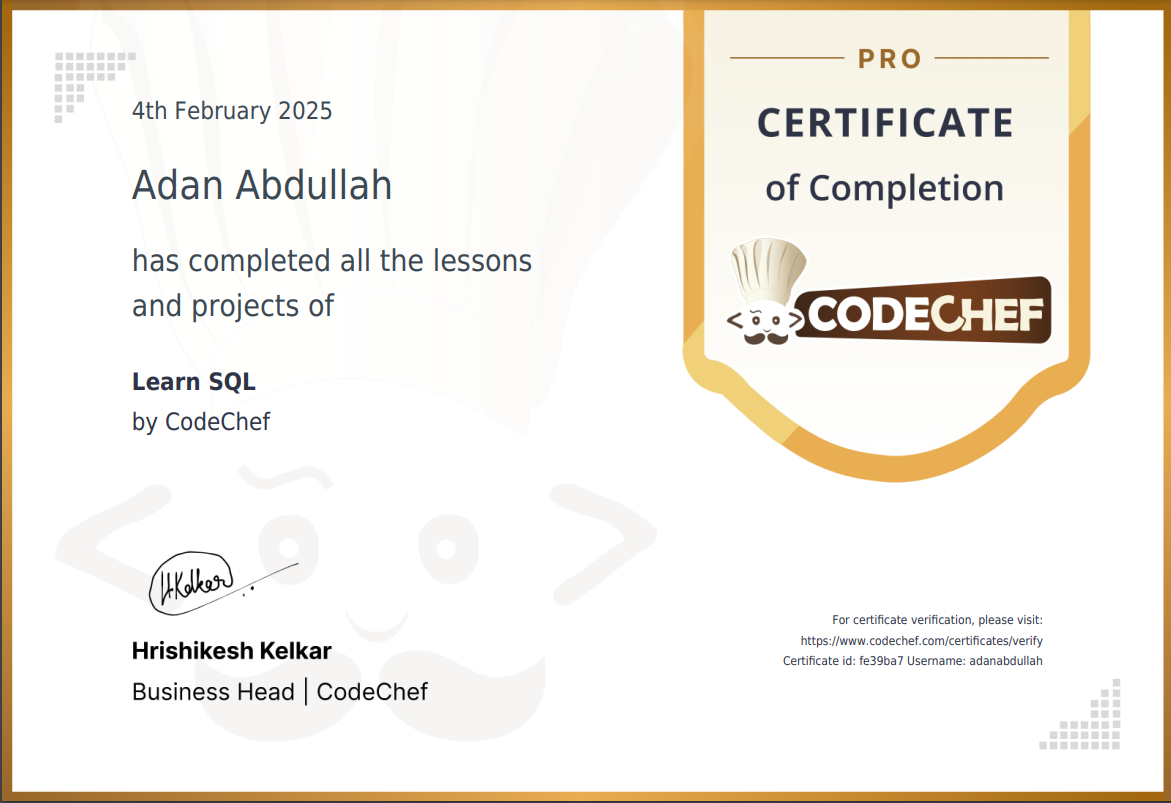 4th February 2025
Adan Abdullah
has completed all the lessons
and projects of
Learn SQL
by CodeChef
H.Kelkar
Hrishikesh Kelkar
Business Head | CodeChef
PRO
CERTIFICATE
of Completion
CODECHEF
For certificate verification, please visit:
https://www.codechef.com/certificates/verify
Certificate id: fe39ba7 Username: adanabdullah